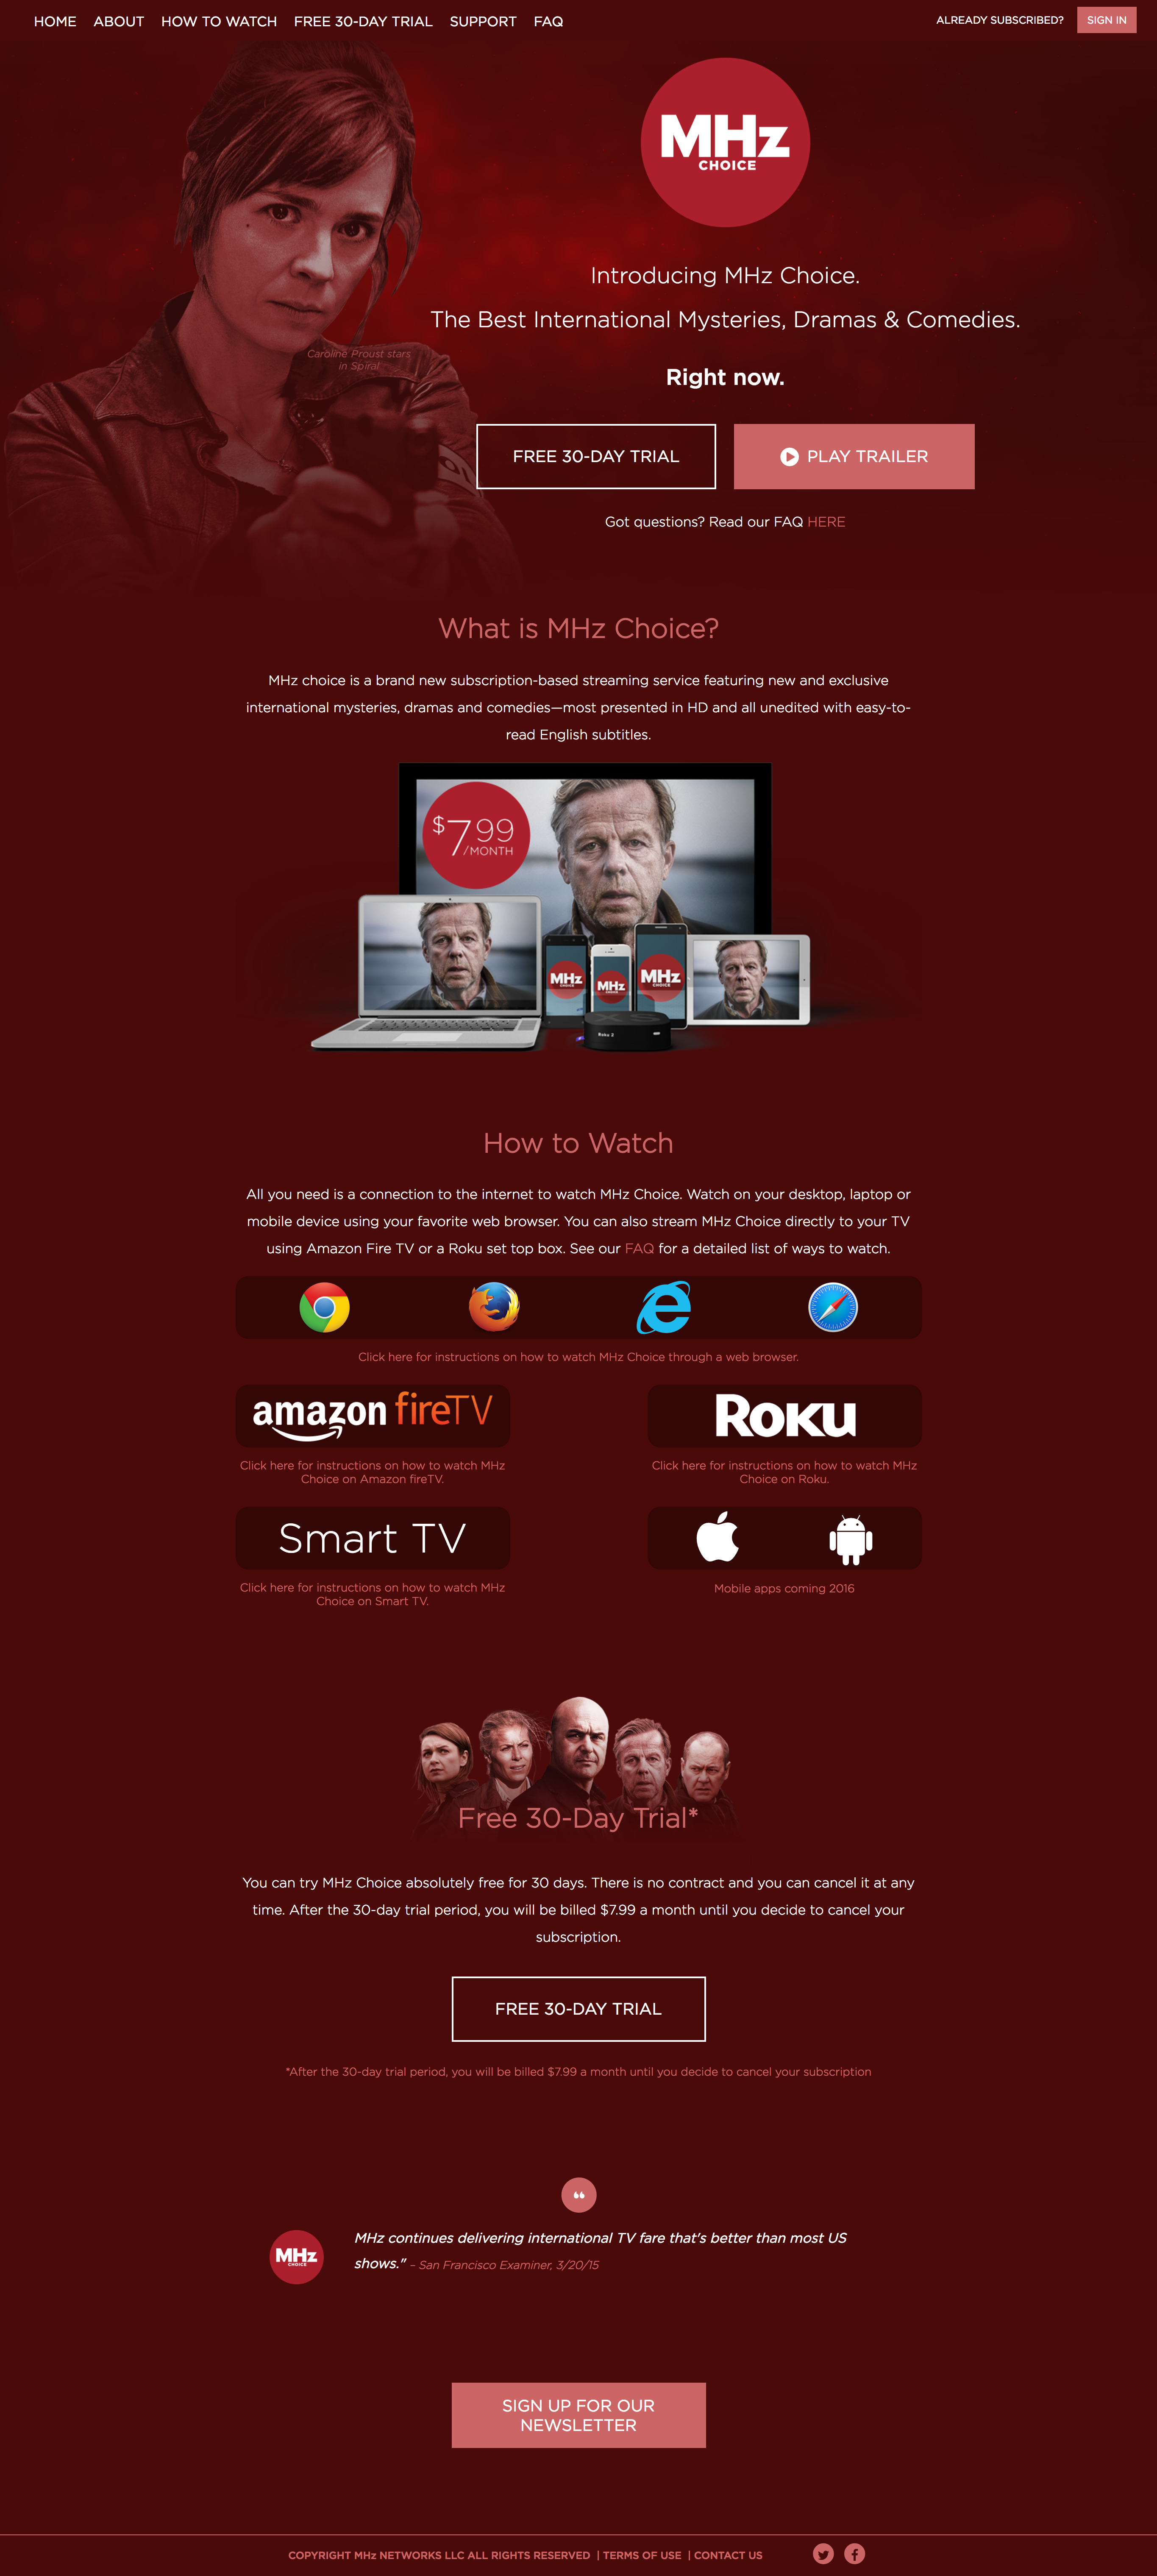 HOME ABOUT HOW TO WATCH FREE 30-DAY TRIAL SUPPORT FAQ
ALREADY SUBSCRIBED? SIGN IN
MHz
CHOICE
Introducing MHz Choice.
The Best International Mysteries, Dramas & Comedies.
Caroline Proust stars
in Spiral
Right now.
FREE 30-DAY TRIAL
PLAY TRAILER
Got questions? Read our FAQ HERE
What is MHz Choice?
MHz choice is a brand new subscription-based streaming service featuring new and exclusive
international mysteries, dramas and comedies—most presented in HD and all unedited with easy-to-
read English subtitles.
$7.99
/MONTH
MHz
CHOICE
MHz
CHOICE
MHz
CHOICE
Roku 2
How to Watch
All you need is a connection to the internet to watch MHz Choice. Watch on your desktop, laptop or
mobile device using your favorite web browser. You can also stream MHz Choice directly to your TV
using Amazon Fire TV or a Roku set top box. See our FAQ for a detailed list of ways to watch.
Click here for instructions on how to watch MHz Choice through a web browser.
amazon fireTV
Click here for instructions on how to watch MHz
Choice on Amazon fireTV.
ROKU
Click here for instructions on how to watch MHz
Choice on Roku.
Smart TV
Click here for instructions on how to watch MHz
Choice on Smart TV.
Mobile apps coming 2016
Free 30-Day Trial*
You can try MHz Choice absolutely free for 30 days. There is no contract and you can cancel it at any
time. After the 30-day trial period, you will be billed $7.99 a month until you decide to cancel your
subscription.
FREE 30-DAY TRIAL
*After the 30-day trial period, you will be billed $7.99 a month until you decide to cancel your subscription
“
MHz
CHOICE
MHz continues delivering international TV fare that's better than most US
shows." – San Francisco Examiner, 3/20/15
SIGN UP FOR OUR
NEWSLETTER
COPYRIGHT MHz NETWORKS LLC ALL RIGHTS RESERVED | TERMS OF USE | CONTACT US